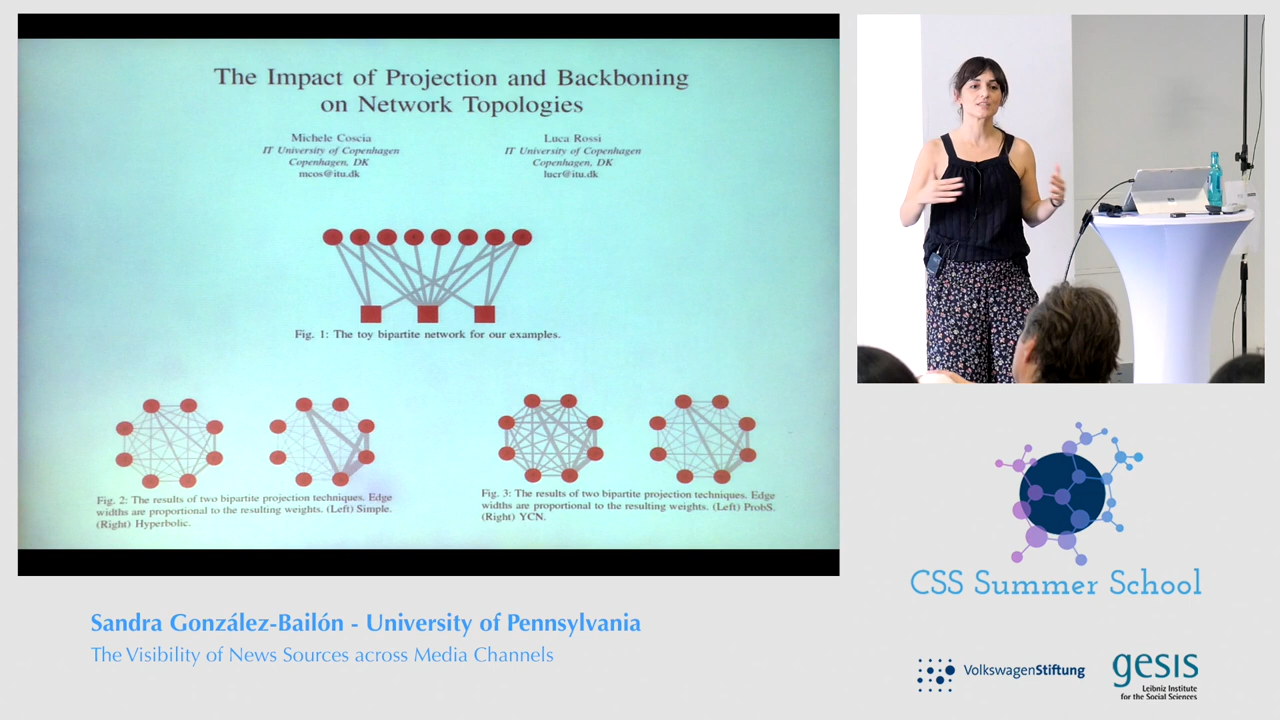 The Impact of Projection and Backboning
on Network Topologies
Michele Coscia
IT University of Copenhagen
Copenhagen, DK
mcos@itu.dk
Luca Rossi
IT University of Copenhagen
Copenhagen, DK
lucr@itu.dk
Fig. 1: The toy bipartite network for our examples.
Fig. 2: The results of two bipartite projection techniques. Edge
widths are proportional to the resulting weights. (Left) Simple.
(Right) Hyperbolic.
Fig. 3: The results of two bipartite projection techniques. Edge
widths are proportional to the resulting weights. (Left) ProbS.
(Right) YCN.
CSS Summer School
Sandra González-Bailón - University of Pennsylvania
The Visibility of News Sources across Media Channels
VolkswagenStiftung
gesis
Leibniz Institute
for the Social Sciences